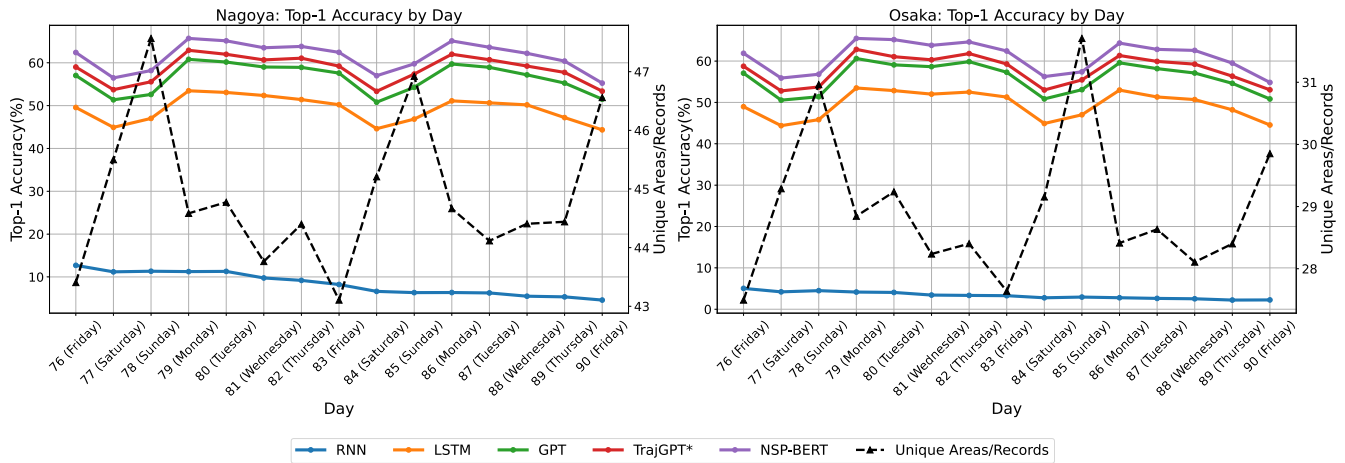 Nagoya: Top-1 Accuracy by Day
Top-1 Accuracy(%)
60
50
40
30
20
10
47
46
45
44
43
Unique Areas/Records
76 (Friday)
77 (Saturday)
78 (Sunday)
79 (Monday)
80 (Tuesday)
81 (Wednesday)
82 (Thursday)
83 (Friday)
84 (Saturday)
85 (Sunday)
86 (Monday)
87 (Tuesday)
88 (Wednesday)
89 (Thursday)
90 (Friday)
Day
Osaka: Top-1 Accuracy by Day
Top-1 Accuracy(%)
60
50
40
30
20
10
0
31
30
29
28
Unique Areas/Records
76 (Friday)
77 (Saturday)
78 (Sunday)
79 (Monday)
80 (Tuesday)
81 (Wednesday)
82 (Thursday)
83 (Friday)
84 (Saturday)
85 (Sunday)
86 (Monday)
87 (Tuesday)
88 (Wednesday)
89 (Thursday)
90 (Friday)
Day
RNN LSTM GPT TrajGPT* NSP-BERT Unique Areas/Records